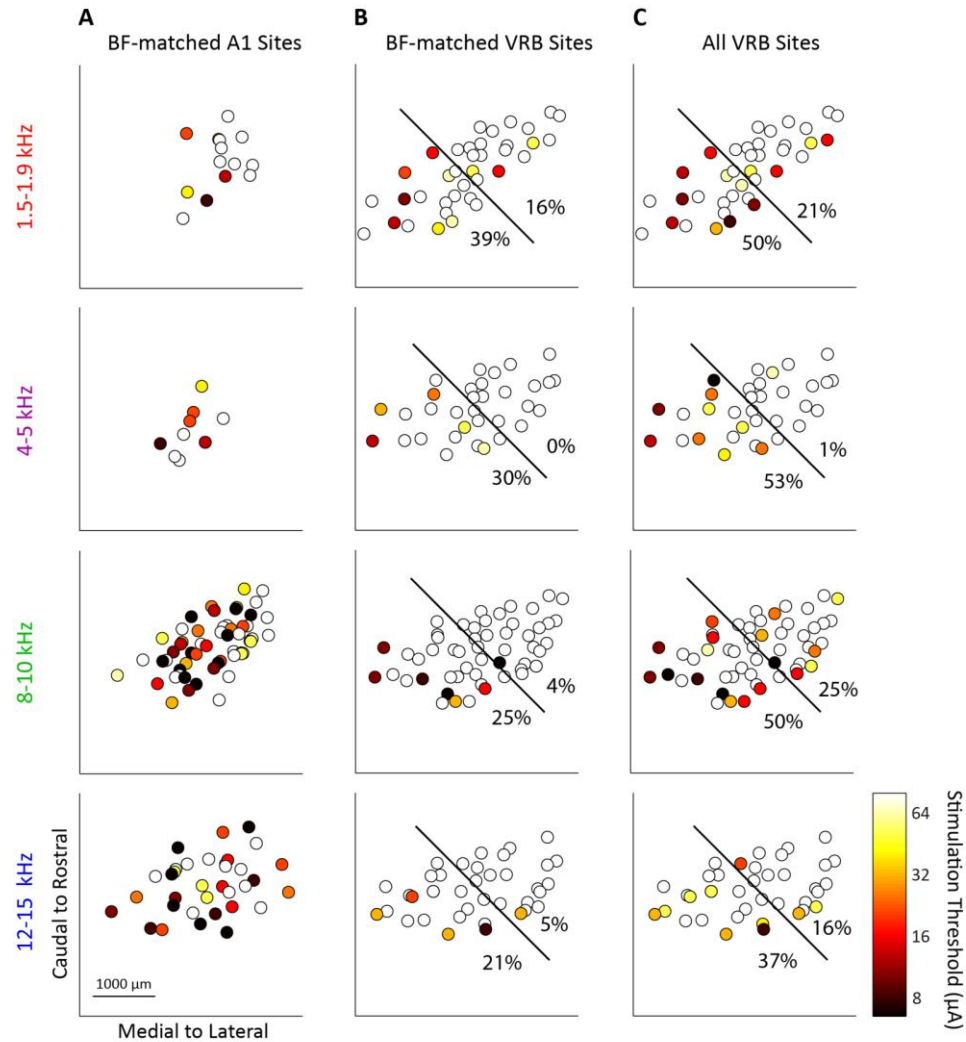 A
BF-matched A1 Sites
B
BF-matched VRB Sites
C
All VRB Sites
1.5-1.9 kHz
16%
39%
21%
50%
4-5 kHz
0%
30%
1%
53%
8-10 kHz
4%
25%
25%
50%
12-15 kHz
Caudal to Rostral
1000 µm
Medial to Lateral
5%
21%
16%
37%
64
32
16
8
Stimulation Threshold (µA)